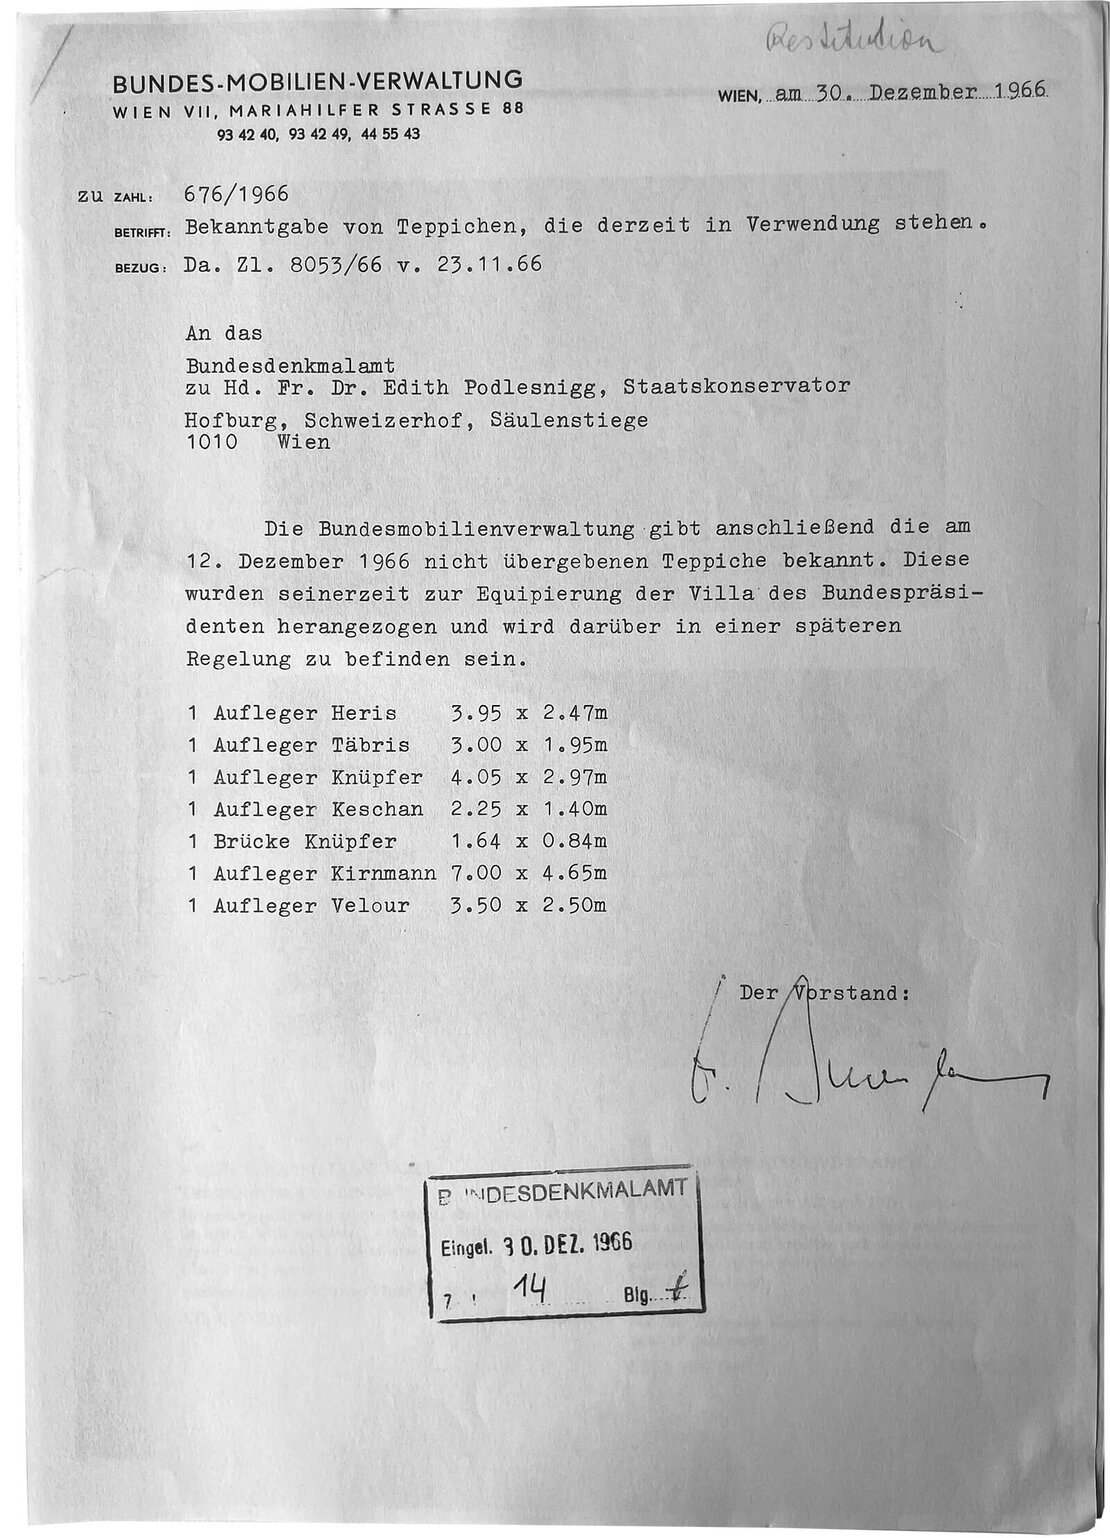 Restitution
BUNDES-MOBILIEN-VERWALTUNG
WIEN VII, MARIAHILFER STRASSE 88
93 42 40, 93 42 49, 44 55 43
WIEN, am 30. Dezember 1966
zu ZAHL: 676/1966
BETRIFFT: Bekanntgabe von Teppichen, die derzeit in Verwendung stehen.
BEZUG: Da. Zl. 8053/66 v. 23.11.66
An das
Bundesdenkmalamt
zu Hd. Fr. Dr. Edith Podlesnigg, Staatskonservator
Hofburg, Schweizerhof, Säulenstiege
1010 Wien
Die Bundesmobilienverwaltung gibt anschließend die am
12. Dezember 1966 nicht übergebenen Teppiche bekannt. Diese
wurden seinerzeit zur Equipierung der Villa des Bundespräsi-
denten herangezogen und wird darüber in einer späteren
Regelung zu befinden sein.
1 Aufleger Heris 3.95 x 2.47m
1 Aufleger Täbris 3.00 x 1.95m
1 Aufleger Knüpfer 4.05 x 2.97m
1 Aufleger Keschan 2.25 x 1.40m
1 Brücke Knüpfer 1.64 x 0.84m
1 Aufleger Kirnmann 7.00 x 4.65m
1 Aufleger Velour 3.50 x 2.50m
Der Vorstand:
BUNDESDENKMALAMT
Eingel. 30. DEZ. 1966
14 Blg.